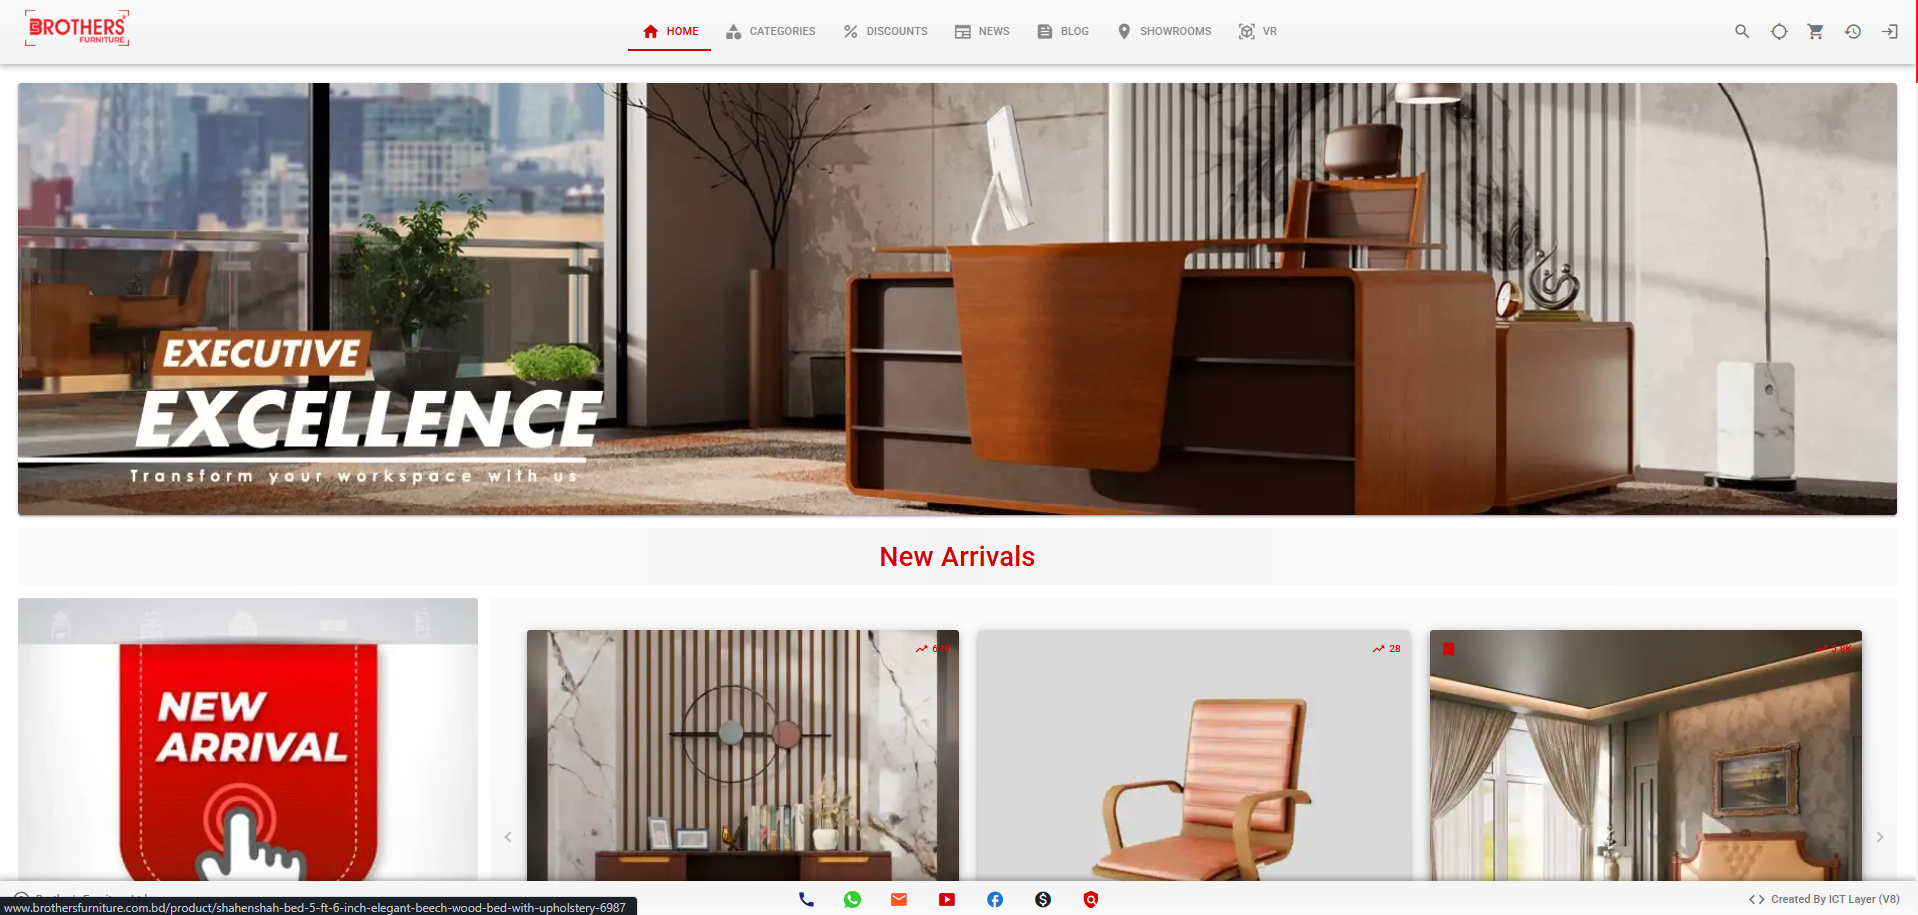 BROTHERS
FURNITURE
HOME
CATEGORIES
DISCOUNTS
NEWS
BLOG
SHOWROOMS
VR
EXECUTIVE
EXCELLENCE
Transform your workspace with us
New Arrivals
NEW
ARRIVAL
28
www.brothersfurniture.com.bd/product/shahenshah-bed-5-ft-6-inch-elegant-beech-wood-bed-with-upholstery-6987
Created By ICT Layer (V8)